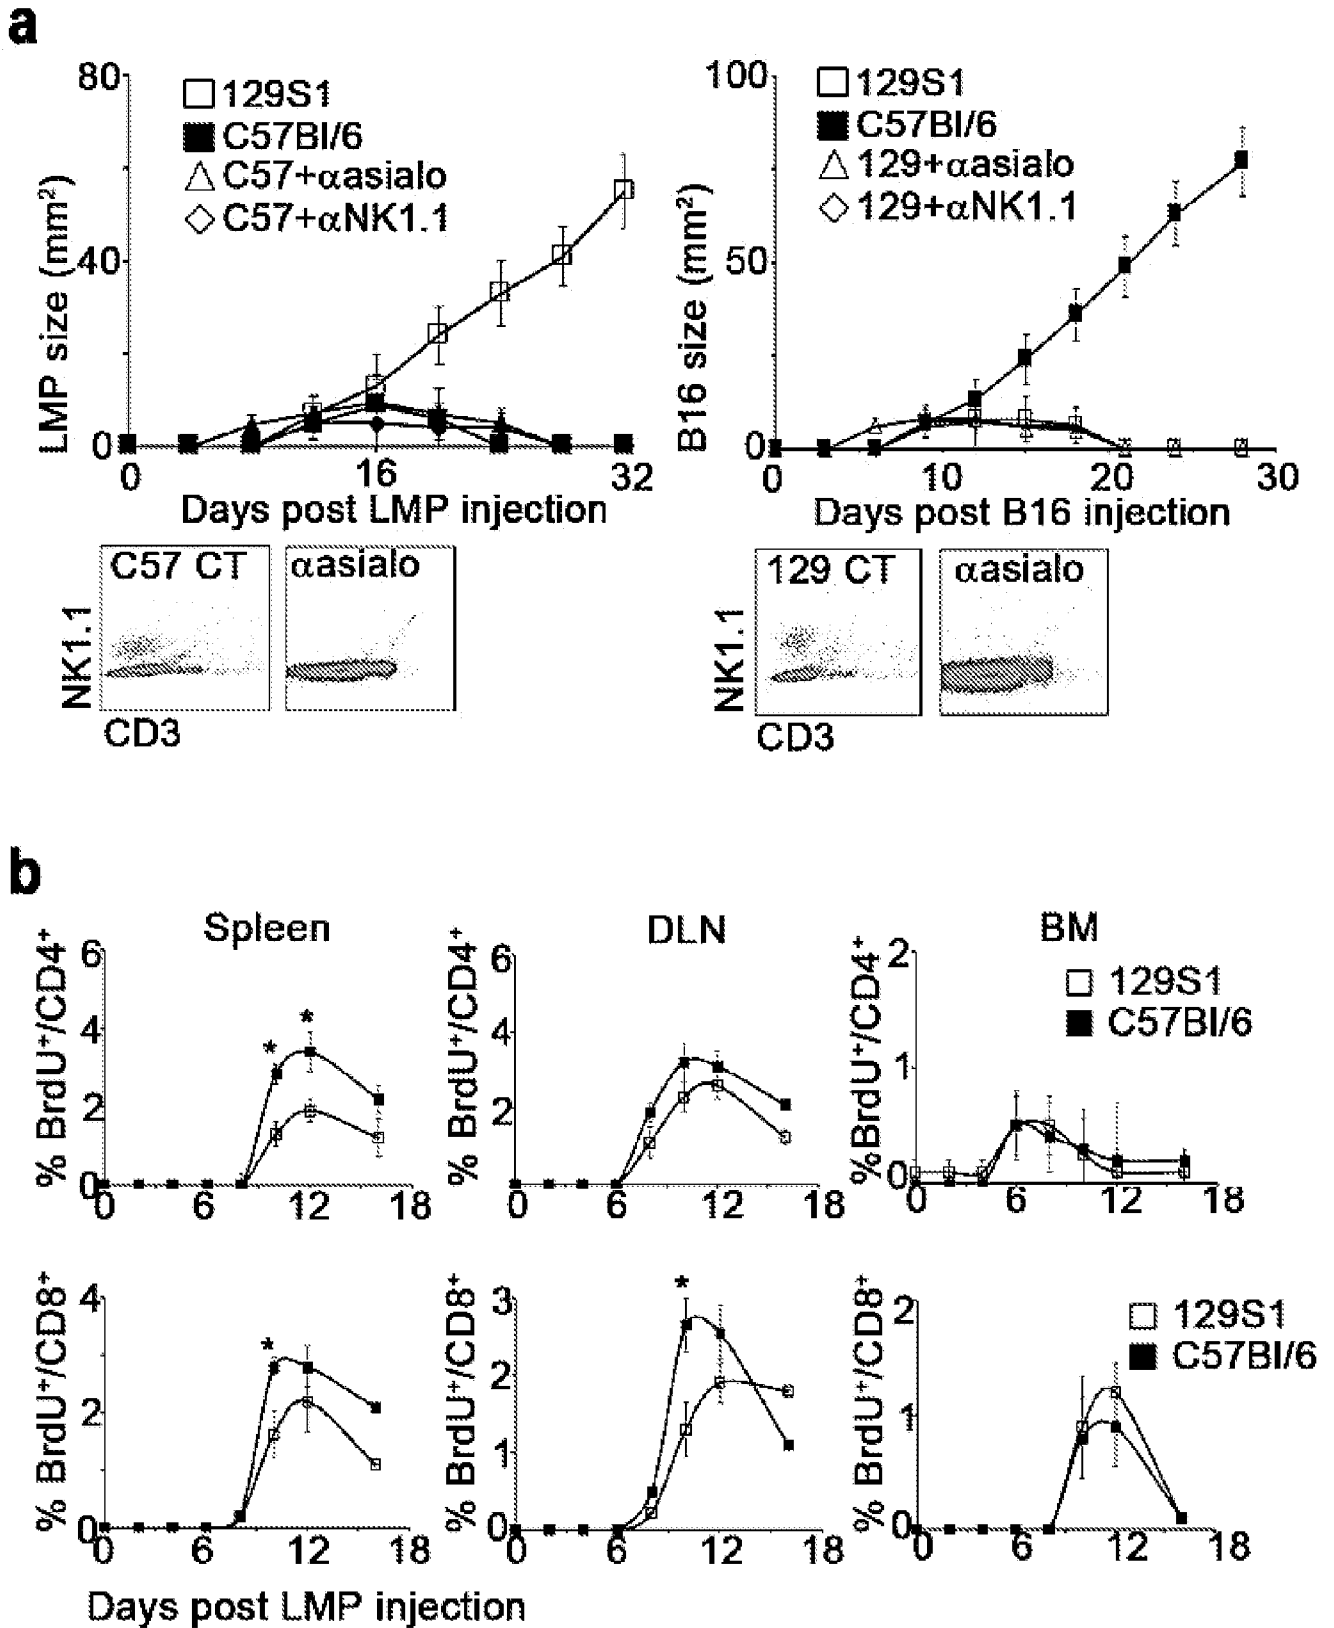 a
80
40
0
LMP size (mm²)
129S1
C57Bl/6
C57+αasialo
C57+αNK1.1
0 16 32
Days post LMP injection
100
50
0
B16 size (mm²)
129S1
C57Bl/6
129+αasialo
129+αNK1.1
0 10 20 30
Days post B16 injection
C57 CT
αasialo
NK1.1
CD3
129 CT
αasialo
NK1.1
CD3
b
Spleen
DLN
BM
% BrdU⁺/CD4⁺
6
4
2
0
* *
0 6 12 18
% BrdU⁺/CD4⁺
6
4
2
0 6 12 18
%BrdU⁺/CD4⁺
2
1
0
129S1
C57Bl/6
0 6 12 18
% BrdU⁺/CD8⁺
4
2
0
*
0 6 12 18
% BrdU⁺/CD8⁺
3
2
1
0
*
0 6 12 18
% BrdU⁺/CD8⁺
2
1
0
129S1
C57Bl/6
0 6 12 18
Days post LMP injection